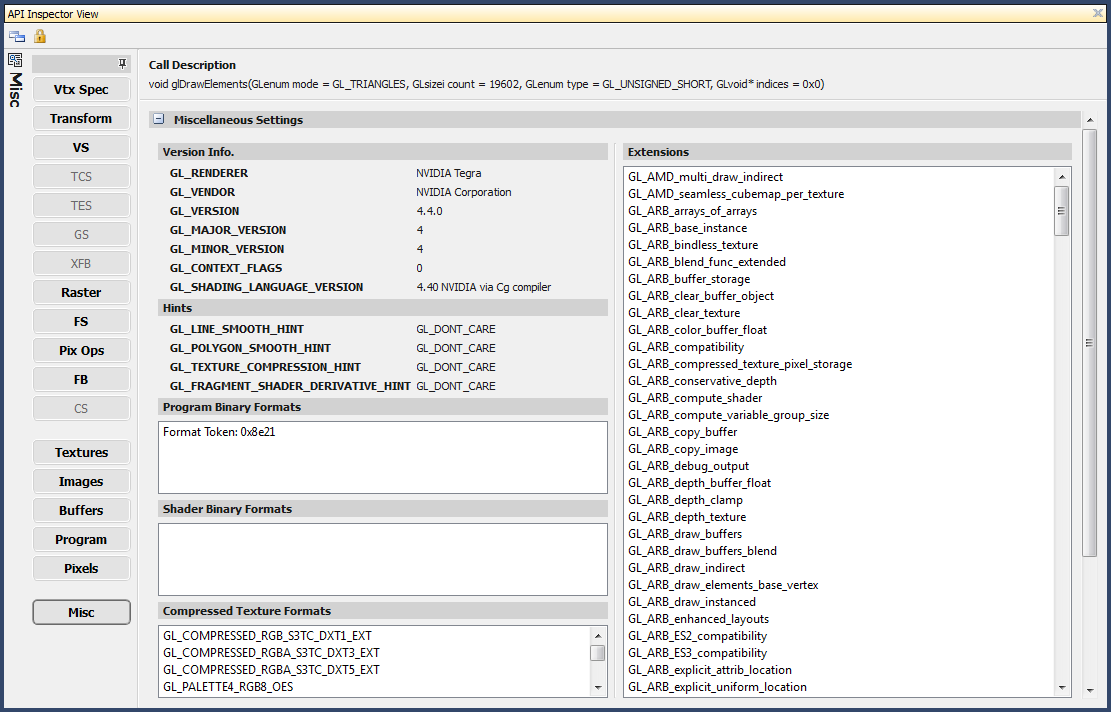 API Inspector View
Misc
Vtx Spec
Transform
VS
TCS
TES
GS
XFB
Raster
FS
Pix Ops
FB
CS
Textures
Images
Buffers
Program
Pixels
Misc
Call Description
void glDrawElements(GLenum mode = GL_TRIANGLES, GLsizei count = 19602, GLenum type = GL_UNSIGNED_SHORT, GLvoid* indices = 0x0)
Miscellaneous Settings
Version Info.
GL_RENDERER NVIDIA Tegra
GL_VENDOR NVIDIA Corporation
GL_VERSION 4.4.0
GL_MAJOR_VERSION 4
GL_MINOR_VERSION 4
GL_CONTEXT_FLAGS 0
GL_SHADING_LANGUAGE_VERSION 4.40 NVIDIA via Cg compiler
Hints
GL_LINE_SMOOTH_HINT GL_DONT_CARE
GL_POLYGON_SMOOTH_HINT GL_DONT_CARE
GL_TEXTURE_COMPRESSION_HINT GL_DONT_CARE
GL_FRAGMENT_SHADER_DERIVATIVE_HINT GL_DONT_CARE
Program Binary Formats
Format Token: 0x8e21
Shader Binary Formats
Compressed Texture Formats
GL_COMPRESSED_RGB_S3TC_DXT1_EXT
GL_COMPRESSED_RGBA_S3TC_DXT3_EXT
GL_COMPRESSED_RGBA_S3TC_DXT5_EXT
GL_PALETTE4_RGB8_OES
Extensions
GL_AMD_multi_draw_indirect
GL_AMD_seamless_cubemap_per_texture
GL_ARB_arrays_of_arrays
GL_ARB_base_instance
GL_ARB_bindless_texture
GL_ARB_blend_func_extended
GL_ARB_buffer_storage
GL_ARB_clear_buffer_object
GL_ARB_clear_texture
GL_ARB_color_buffer_float
GL_ARB_compatibility
GL_ARB_compressed_texture_pixel_storage
GL_ARB_conservative_depth
GL_ARB_compute_shader
GL_ARB_compute_variable_group_size
GL_ARB_copy_buffer
GL_ARB_copy_image
GL_ARB_debug_output
GL_ARB_depth_buffer_float
GL_ARB_depth_clamp
GL_ARB_depth_texture
GL_ARB_draw_buffers
GL_ARB_draw_buffers_blend
GL_ARB_draw_indirect
GL_ARB_draw_elements_base_vertex
GL_ARB_draw_instanced
GL_ARB_enhanced_layouts
GL_ARB_ES2_compatibility
GL_ARB_ES3_compatibility
GL_ARB_explicit_attrib_location
GL_ARB_explicit_uniform_location